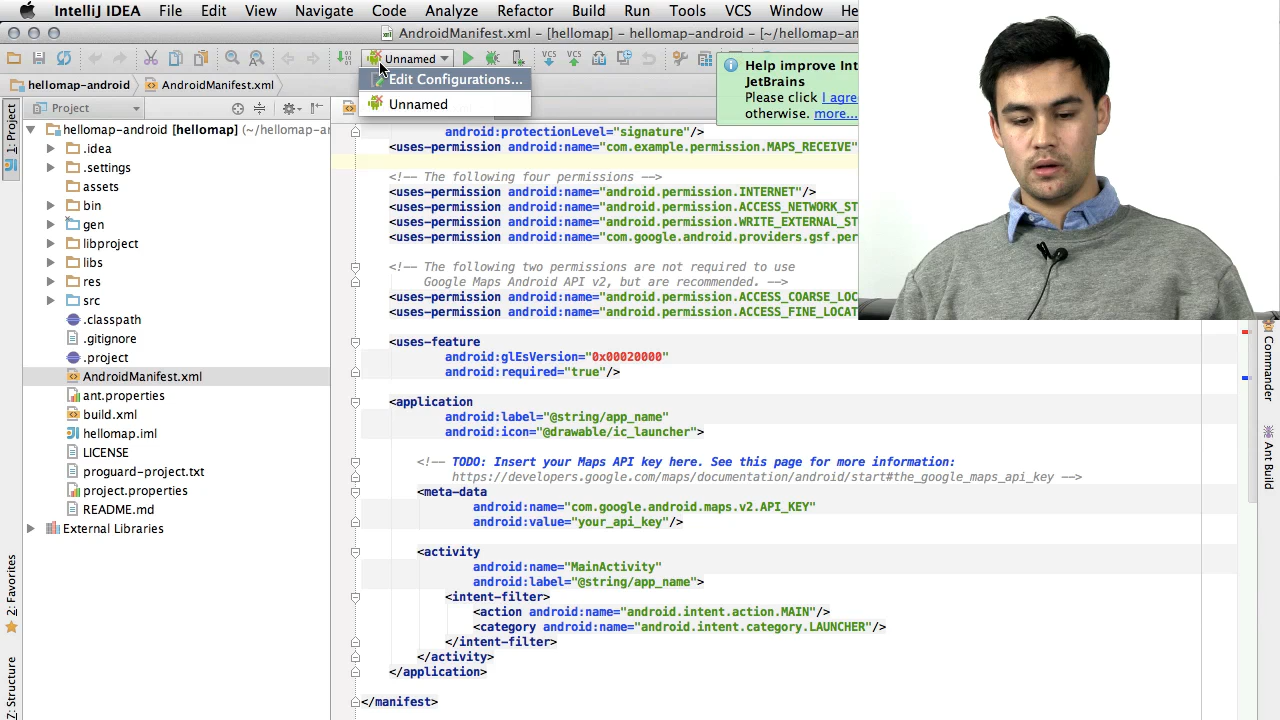 IntelliJ IDEA File Edit View Navigate Code Analyze Refactor Build Run Tools VCS Window He
AndroidManifest.xml – [hellomap] – hellomap-android – [~/hellomap-a
Unnamed
VCS VCS
Edit Configurations...
Unnamed
hellomap-android AndroidManifest.xml
Help improve Int
JetBrains
Please click I agre
otherwise. more...
1: Project
Project
hellomap-android [hellomap] (~/hellomap-ar
.idea
.settings
assets
bin
gen
libproject
libs
res
src
.classpath
.gitignore
.project
AndroidManifest.xml
ant.properties
build.xml
hellomap.iml
LICENSE
proguard-project.txt
project.properties
README.md
External Libraries
2: Favorites
Z: Structure
android:protectionLevel="signature"/>
<uses-permission android:name="com.example.permission.MAPS_RECEIVE"
<!-- The following four permissions -->
<uses-permission android:name="android.permission.INTERNET"/>
<uses-permission android:name="android.permission.ACCESS_NETWORK_ST
<uses-permission android:name="android.permission.WRITE_EXTERNAL_ST
<uses-permission android:name="com.google.android.providers.gsf.per
<!-- The following two permissions are not required to use
Google Maps Android API v2, but are recommended. -->
<uses-permission android:name="android.permission.ACCESS_COARSE_LOC
<uses-permission android:name="android.permission.ACCESS_FINE_LOCAT
<uses-feature
android:glEsVersion="0x00020000"
android:required="true"/>
<application
android:label="@string/app_name"
android:icon="@drawable/ic_launcher">
<!-- TODO: Insert your Maps API key here. See this page for more information:
https://developers.google.com/maps/documentation/android/start#the_google_maps_api_key -->
<meta-data
android:name="com.google.android.maps.v2.API_KEY"
android:value="your_api_key"/>
<activity
android:name="MainActivity"
android:label="@string/app_name">
<intent-filter>
<action android:name="android.intent.action.MAIN"/>
<category android:name="android.intent.category.LAUNCHER"/>
</intent-filter>
</activity>
</application>
</manifest>
Commander
Ant Build